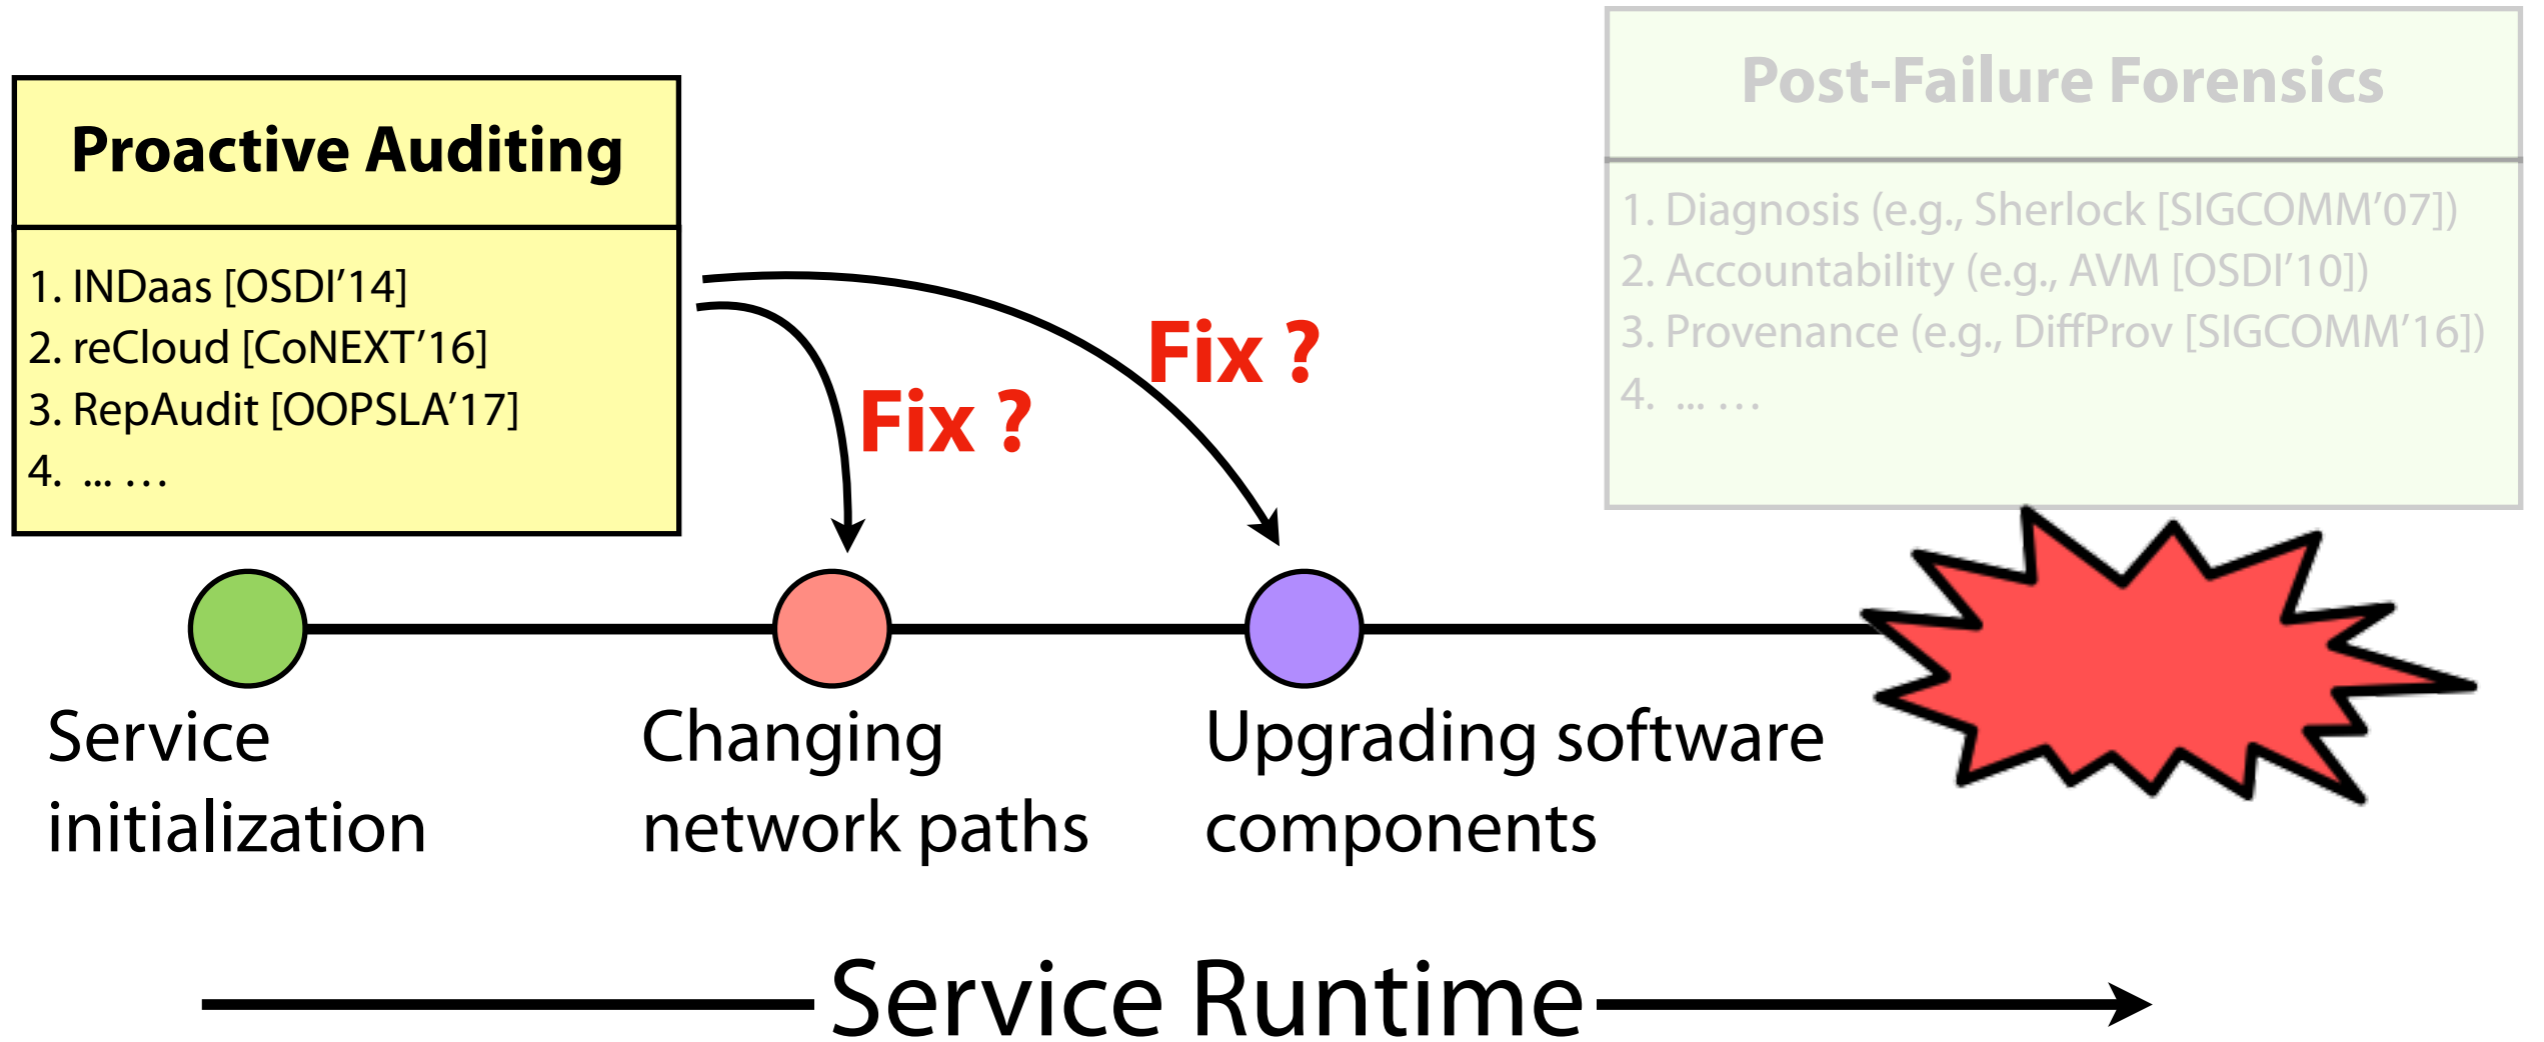 Proactive Auditing
1. INDaas [OSDI’14]
2. reCloud [CoNEXT’16]
3. RepAudit [OOPSLA’17]
4. ... …
Post-Failure Forensics
1. Diagnosis (e.g., Sherlock [SIGCOMM’07])
2. Accountability (e.g., AVM [OSDI’10])
3. Provenance (e.g., DiffProv [SIGCOMM’16])
4. ... …
Fix ?
Fix ?
Service
initialization
Changing
network paths
Upgrading software
components
Service Runtime